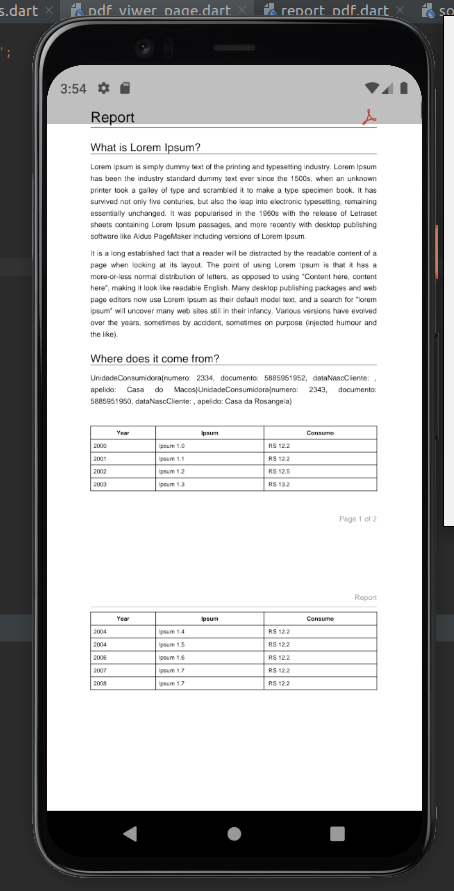 s.dart
pdf_viwer_page.dart
report_pdf.dart
so
";
3:54
Report
What is Lorem Ipsum?
Lorem Ipsum is simply dummy text of the printing and typesetting industry. Lorem Ipsum
has been the industry standard dummy text ever since the 1500s, when an unknown
printer took a galley of type and scrambled it to make a type specimen book. It has
survived not only five centuries, but also the leap into electronic typesetting, remaining
essentially unchanged. It was popularised in the 1960s with the release of Letraset
sheets containing Lorem Ipsum passages, and more recently with desktop publishing
software like Aldus PageMaker including versions of Lorem Ipsum.
It is a long established fact that a reader will be distracted by the readable content of a
page when looking at its layout. The point of using Lorem Ipsum is that it has a
more-or-less normal distribution of letters, as opposed to using "Content here, content
here", making it look like readable English. Many desktop publishing packages and web
page editors now use Lorem Ipsum as their default model text, and a search for "lorem
ipsum" will uncover many web sites still in their infancy. Various versions have evolved
over the years, sometimes by accident, sometimes on purpose (injected humour and
the like).
Where does it come from?
UnidadeConsumidora{numero: 2334, documento: 5885951952, dataNascCliente: ,
apelido: Casa do Macos}UnidadeConsumidora{numero: 2343, documento:
5885951950, dataNascCliente: , apelido: Casa da Rosangela}
Year Ipsum Consumo
2000 Ipsum 1.0 RS 12.2
2001 Ipsum 1.1 RS 12.2
2002 Ipsum 1.2 RS 12.5
2003 Ipsum 1.3 RS 13.2
Page 1 of 2
Report
Year Ipsum Consumo
2004 Ipsum 1.4 RS 12.2
2004 Ipsum 1.5 RS 12.2
2006 Ipsum 1.6 RS 12.2
2007 Ipsum 1.7 RS 12.2
2008 Ipsum 1.7 RS 12.2